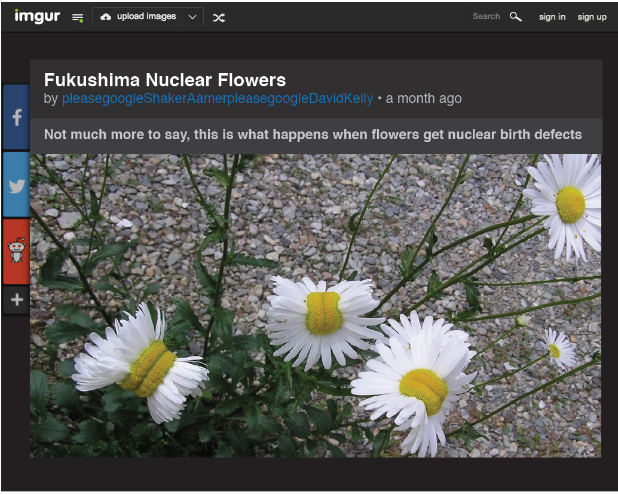 imgur upload images Search sign in sign up
Fukushima Nuclear Flowers
by pleasegoogleShakerAamerpleasegoogleDavidKelly • a month ago
Not much more to say, this is what happens when flowers get nuclear birth defects